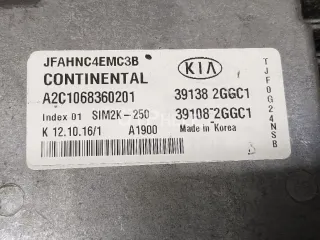 JFAHNC4EMC3B
CONTINENTAL KIA
A2C1068360201 39138 2GGC1
Index 01 SIM2K-250 39108-2GGC1
K 12.10.16/1 A1900 Made in Korea
TJF0G24NSB